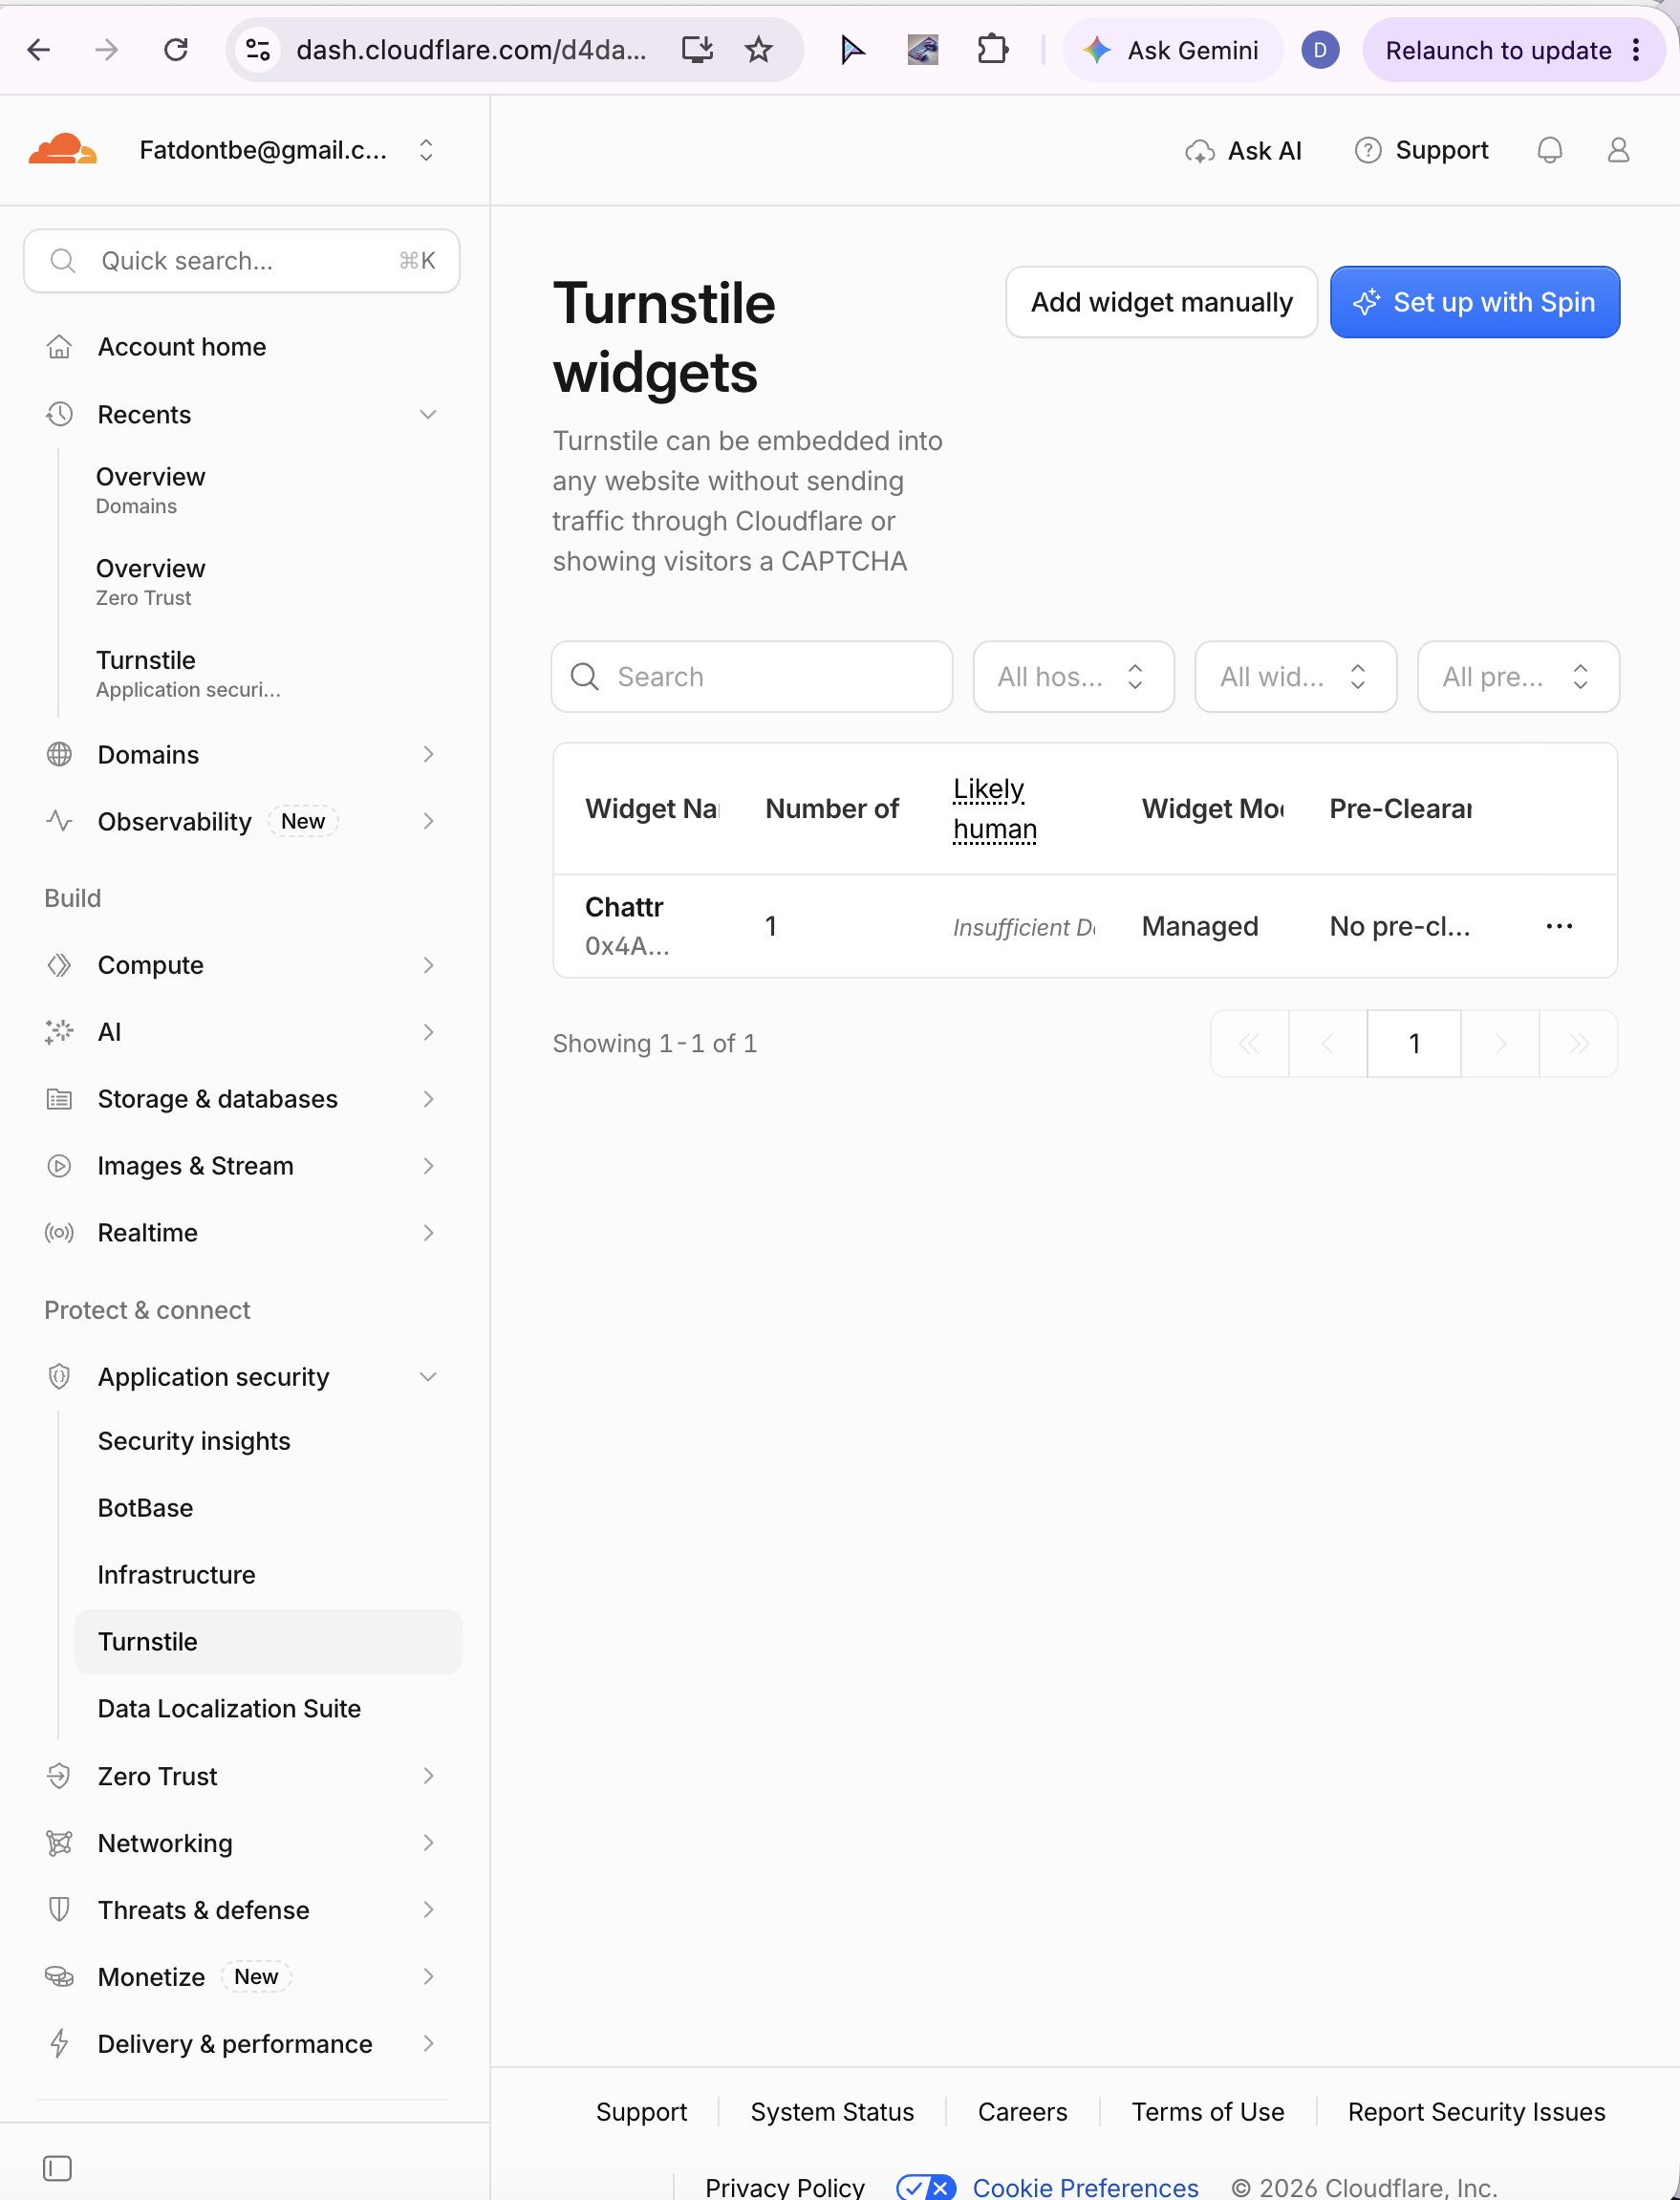 dash.cloudflare.com/d4da...
Ask Gemini
D
Relaunch to update
Fatdontbe@gmail.c...
Ask AI
Support
Quick search...
⌘K
Account home
Recents
Overview
Domains
Overview
Zero Trust
Turnstile
Application securi...
Domains
Observability New
Build
Compute
AI
Storage & databases
Images & Stream
Realtime
Protect & connect
Application security
Security insights
BotBase
Infrastructure
Turnstile
Data Localization Suite
Zero Trust
Networking
Threats & defense
Monetize New
Delivery & performance
Turnstile
widgets
Add widget manually
Set up with Spin
Turnstile can be embedded into
any website without sending
traffic through Cloudflare or
showing visitors a CAPTCHA
Search
All hos...
All wid...
All pre...
Widget Na
Number of
Likely
human
Widget Mo
Pre-Clearan
Chattr
0x4A...
1
Insufficient D
Managed
No pre-cl...
Showing 1-1 of 1
1
Support
System Status
Careers
Terms of Use
Report Security Issues
Privacy Policy
Cookie Preferences
© 2026 Cloudflare, Inc.